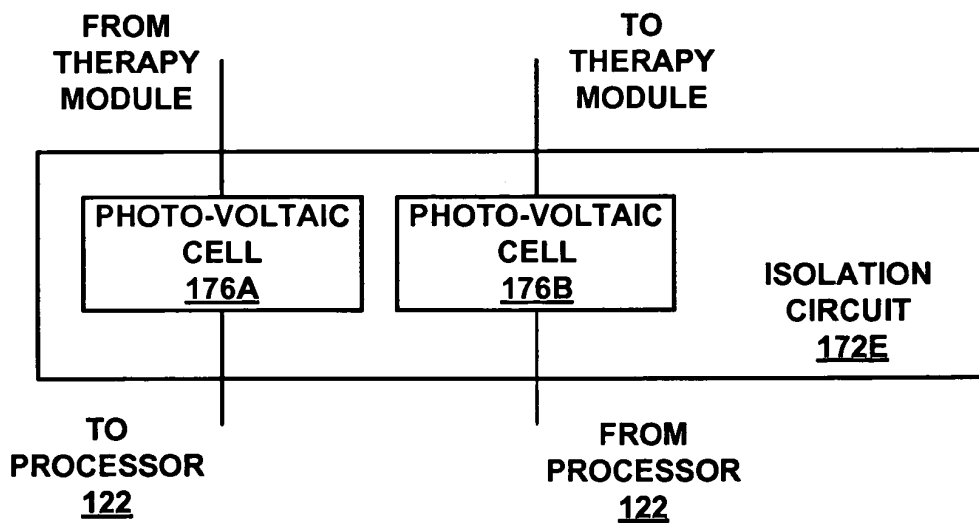 FROM
THERAPY
MODULE
TO
THERAPY
MODULE
PHOTO-VOLTAIC
CELL
176A
PHOTO-VOLTAIC
CELL
176B
ISOLATION
CIRCUIT
172E
TO
PROCESSOR
122
FROM
PROCESSOR
122